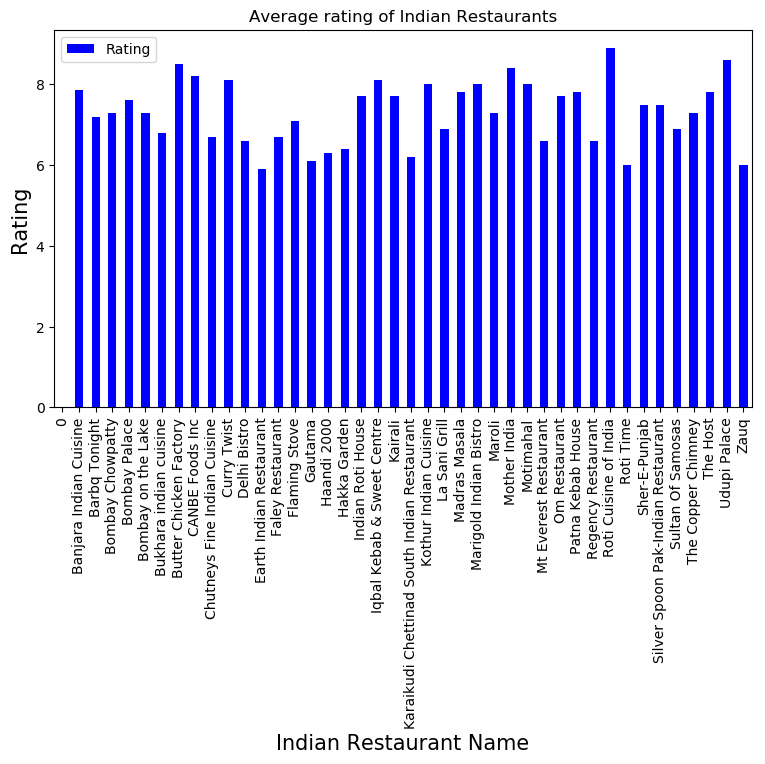 Average rating of Indian Restaurants
Rating
8
6
4
2
0
Rating
0
Banjara Indian Cuisine
Barbq Tonight
Bombay Chowpatty
Bombay Palace
Bombay on the Lake
Bukhara indian cuisine
Butter Chicken Factory
CANBE Foods Inc
Chutneys Fine Indian Cuisine
Curry Twist
Delhi Bistro
Earth Indian Restaurant
Faley Restaurant
Flaming Stove
Gautama
Haandi 2000
Hakka Garden
Indian Roti House
Iqbal Kebab & Sweet Centre
Kairali
Karaikudi Chettinad South Indian Restaurant
Kothur Indian Cuisine
La Sani Grill
Madras Masala
Marigold Indian Bistro
Maroli
Mother India
Motimahal
Mt Everest Restaurant
Om Restaurant
Patna Kebab House
Regency Restaurant
Roti Cuisine of India
Roti Time
Sher-E-Punjab
Silver Spoon Pak-Indian Restaurant
Sultan Of Samosas
The Copper Chimney
The Host
Udupi Palace
Zauq
Indian Restaurant Name